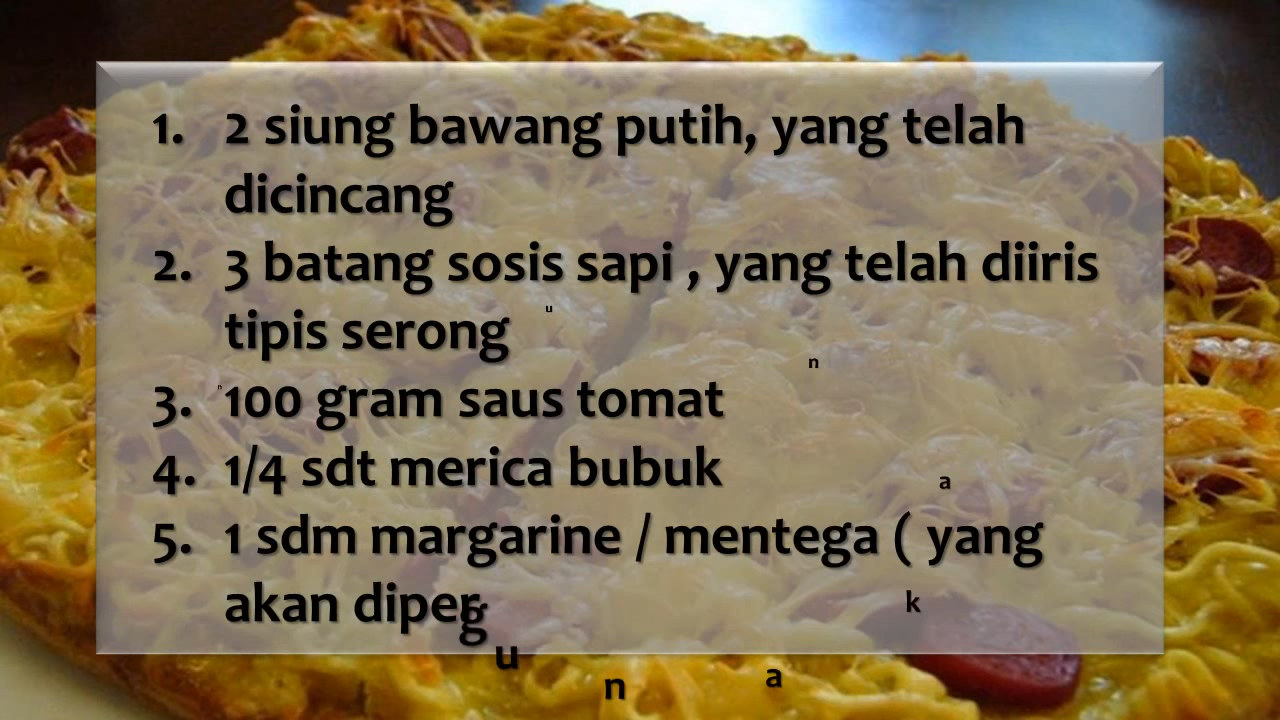 1. 2 siung bawang putih, yang telah
dicincang
2. 3 batang sosis sapi , yang telah diiris
tipis serong
3. 100 gram saus tomat
4. 1/4 sdt merica bubuk
5. 1 sdm margarine / mentega ( yang
akan diper
g
u
n
a
k
a
n
u
n